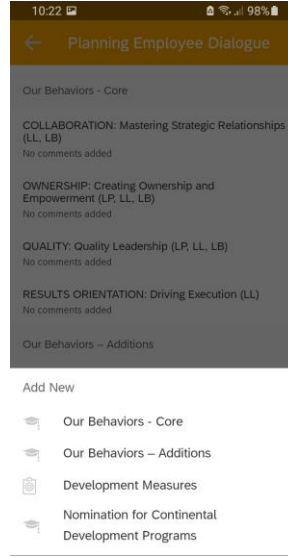 10:22
98%
Planning Employee Dialogue
Our Behaviors - Core
COLLABORATION: Mastering Strategic Relationships
(LL, LB)
No comments added
OWNERSHIP: Creating Ownership and
Empowerment (LP, LL, LB)
No comments added
QUALITY: Quality Leadership (LP, LL, LB)
No comments added
RESULTS ORIENTATION: Driving Execution (LL)
No comments added
Our Behaviors – Additions
Add New
Our Behaviors - Core
Our Behaviors – Additions
Development Measures
Nomination for Continental
Development Programs